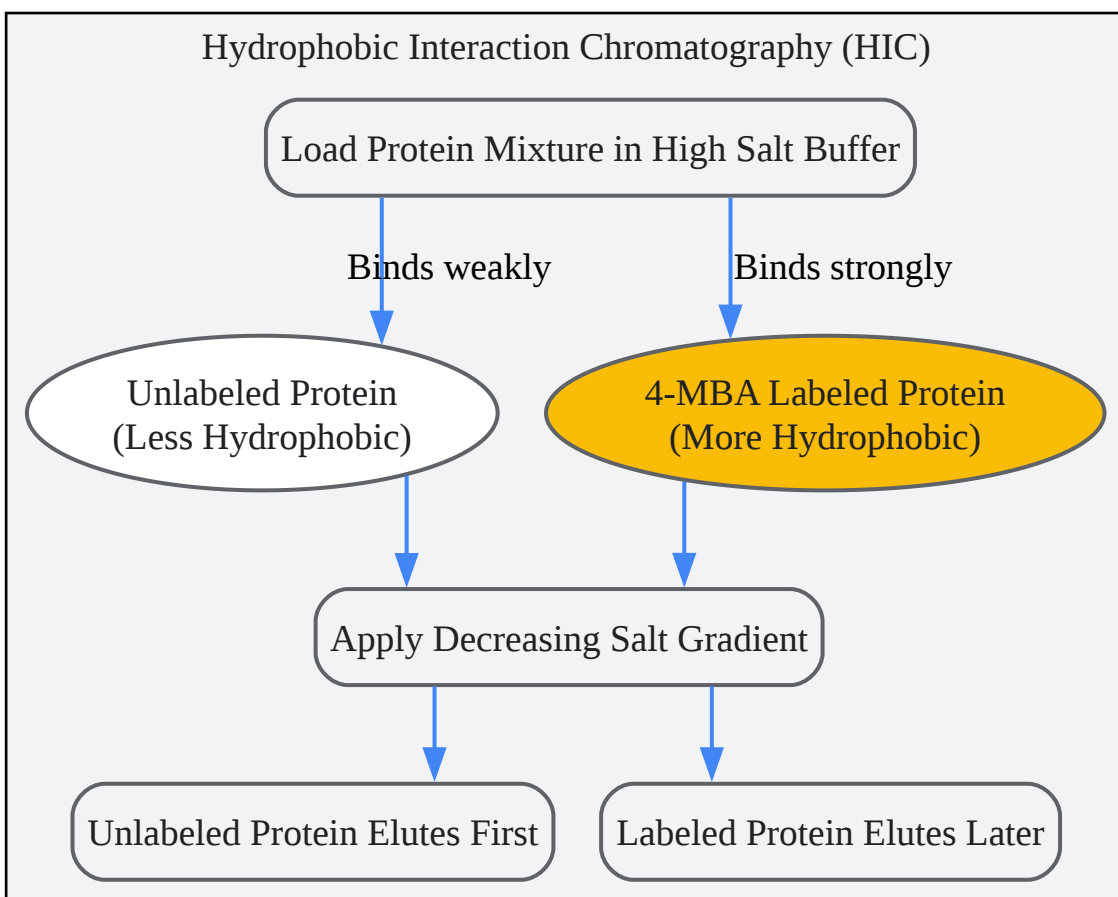 Hydrophobic Interaction Chromatography (HIC)
Load Protein Mixture in High Salt Buffer
Binds weakly
Binds strongly
Unlabeled Protein
(Less Hydrophobic)
4-MBA Labeled Protein
(More Hydrophobic)
Apply Decreasing Salt Gradient
Unlabeled Protein Elutes First
Labeled Protein Elutes Later